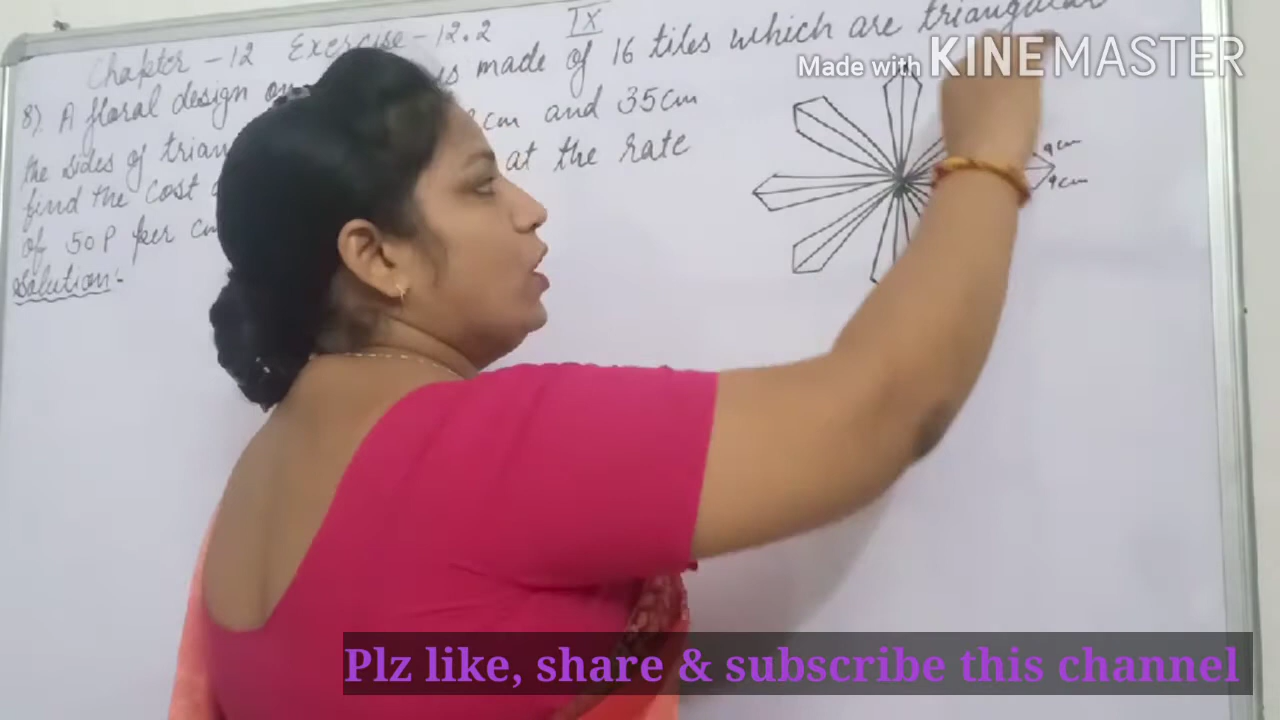 Chapter - 12 Exercise - 12.2 IX
8). A floral design on is made of 16 tiles which are triangular
the sides of cm and 35cm
find the cost at the rate
of 50P per
Solution:-
9cm
9cm
Made with KINEMASTER
Plz like, share & subscribe this channel